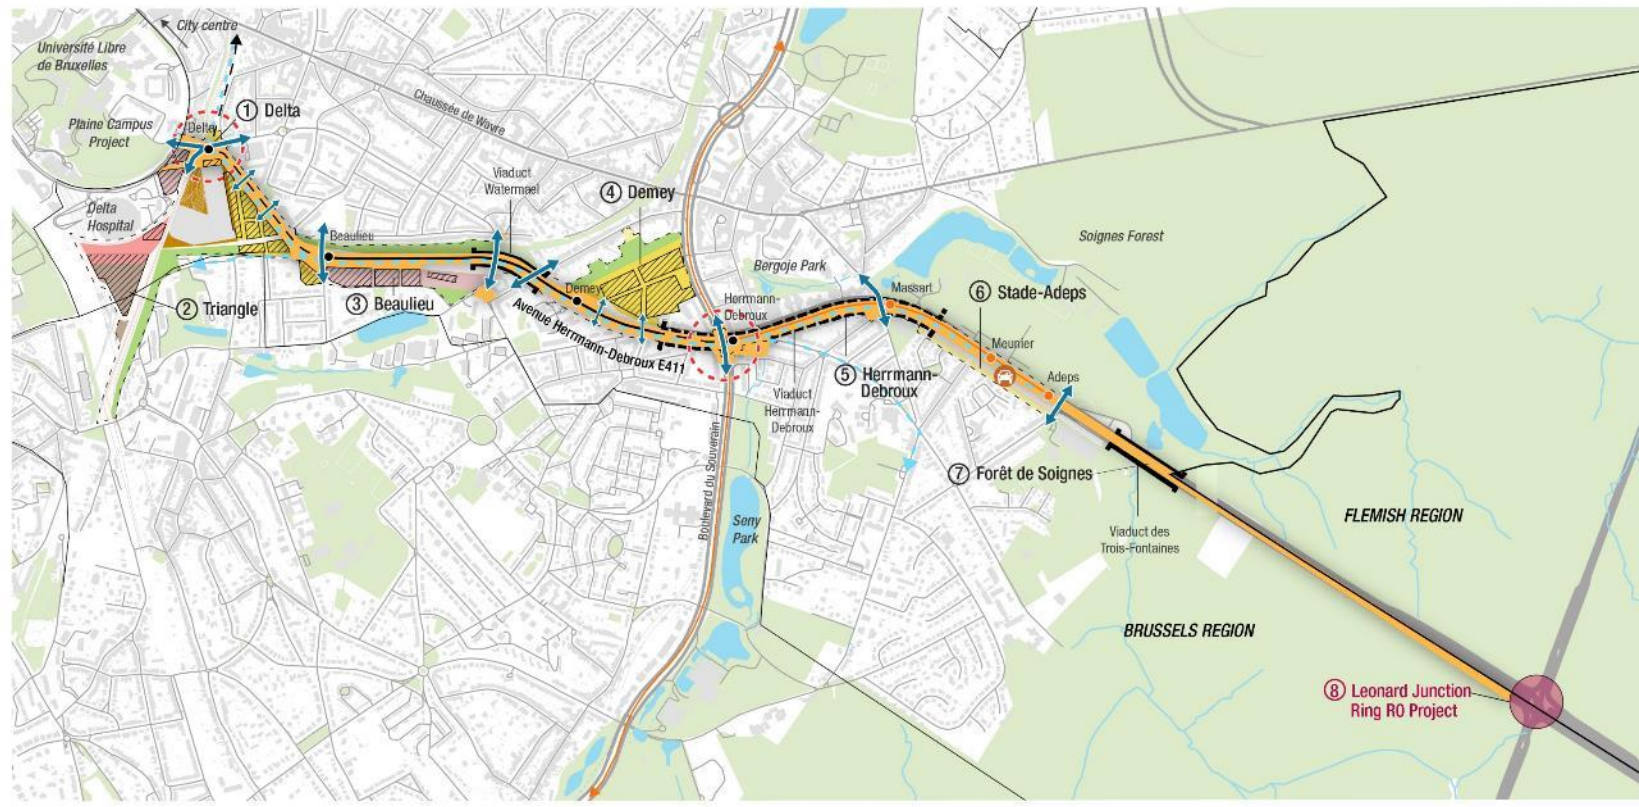 City centre
Université Libre
de Bruxelles
① Delta
Plaine Campus
Project
Delta
Chaussée de Wavre
Viaduct
Watermael
④ Demey
Delta
Hospital
Beaulieu
Soignes Forest
Bergoje Park
② Triangle
③ Beaulieu
Demey
Herrmann-
Debroux
Massart
⑥ Stade-Adeps
Avenue Herrmann-Debroux E411
Meunier
Adeps
⑤ Herrmann-
Debroux
Viaduct
Herrmann-
Debroux
Boulevard du Souverain
⑦ Forêt de Soignes
Seny
Park
Viaduct des
Trois-Fontaines
FLEMISH REGION
BRUSSELS REGION
⑧ Leonard Junction
Ring R0 Project